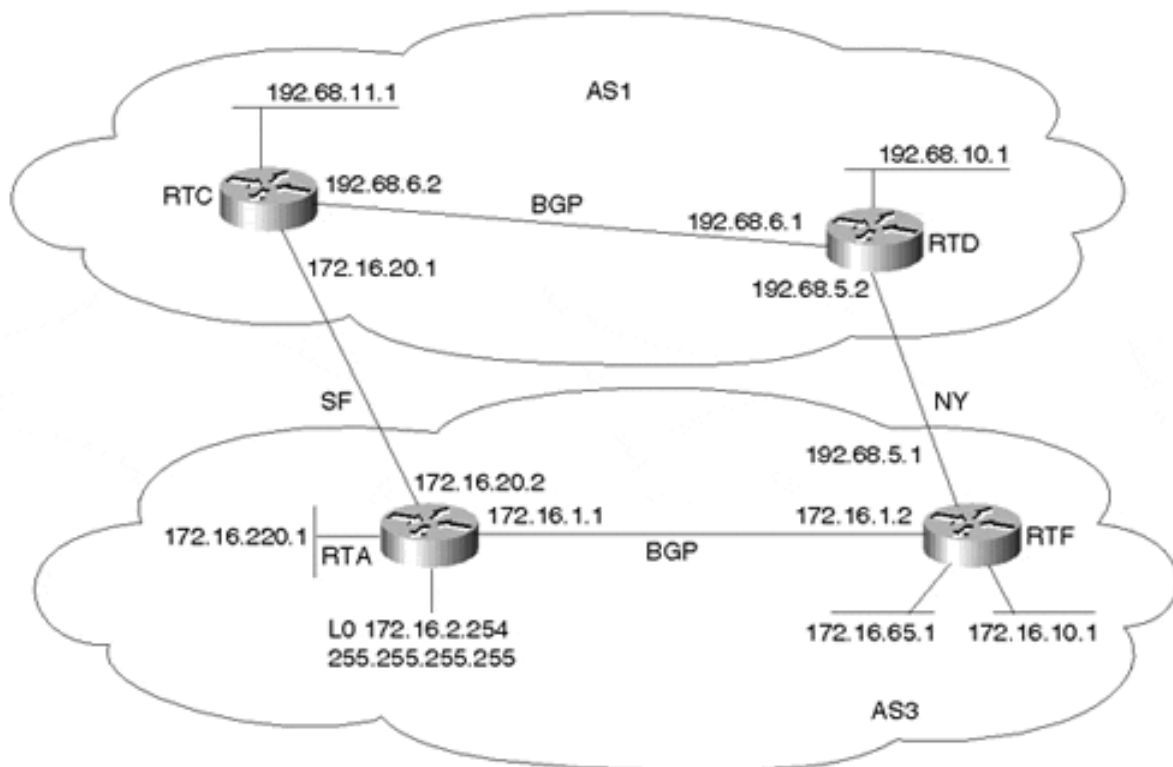 AS1
192.68.11.1
192.68.10.1
RTC
192.68.6.2
BGP
192.68.6.1
RTD
172.16.20.1
192.68.5.2
SF
NY
192.68.5.1
172.16.20.2
172.16.1.1
172.16.1.2
172.16.220.1
RTA
BGP
RTF
L0 172.16.2.254
255.255.255.255
172.16.65.1
172.16.10.1
AS3